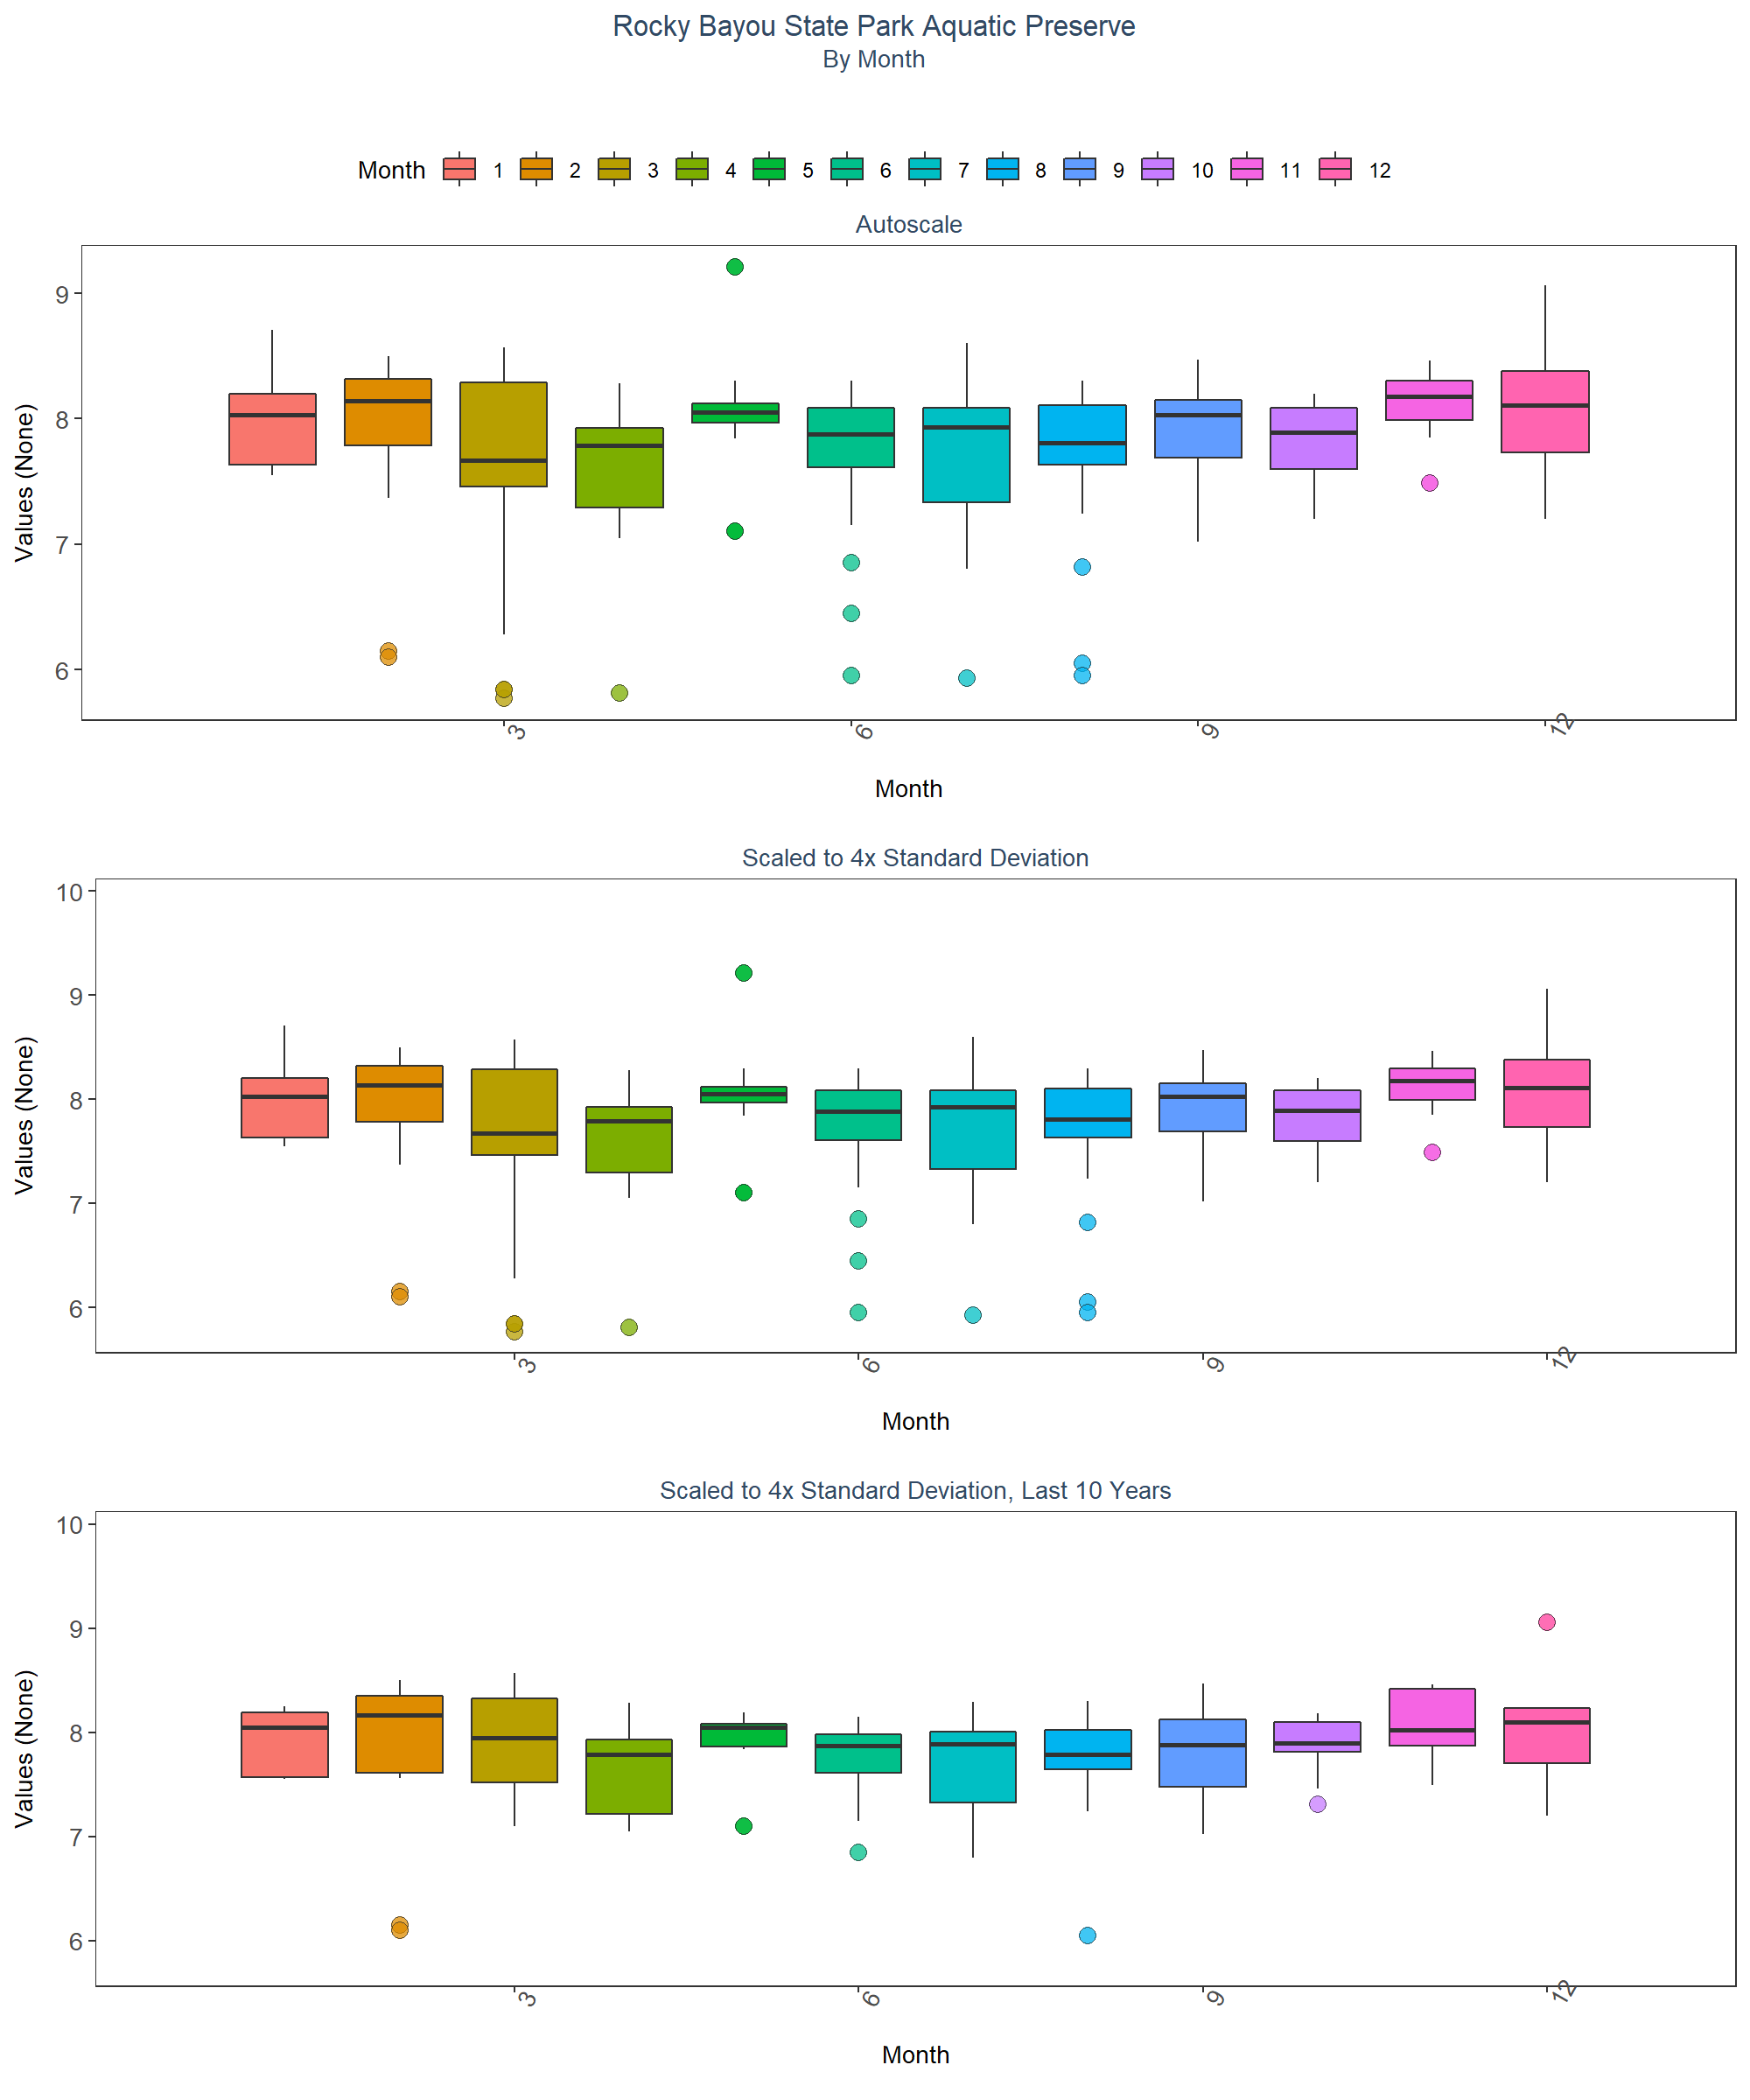 Rocky Bayou State Park Aquatic Preserve
By Month
Month 1 2 3 4 5 6 7 8 9 10 11 12
Autoscale
Values (None)
9
8
7
6
3 6 9 12
Month
Scaled to 4x Standard Deviation
Values (None)
10
9
8
7
6
3 6 9 12
Month
Scaled to 4x Standard Deviation, Last 10 Years
Values (None)
10
9
8
7
6
3 6 9 12
Month